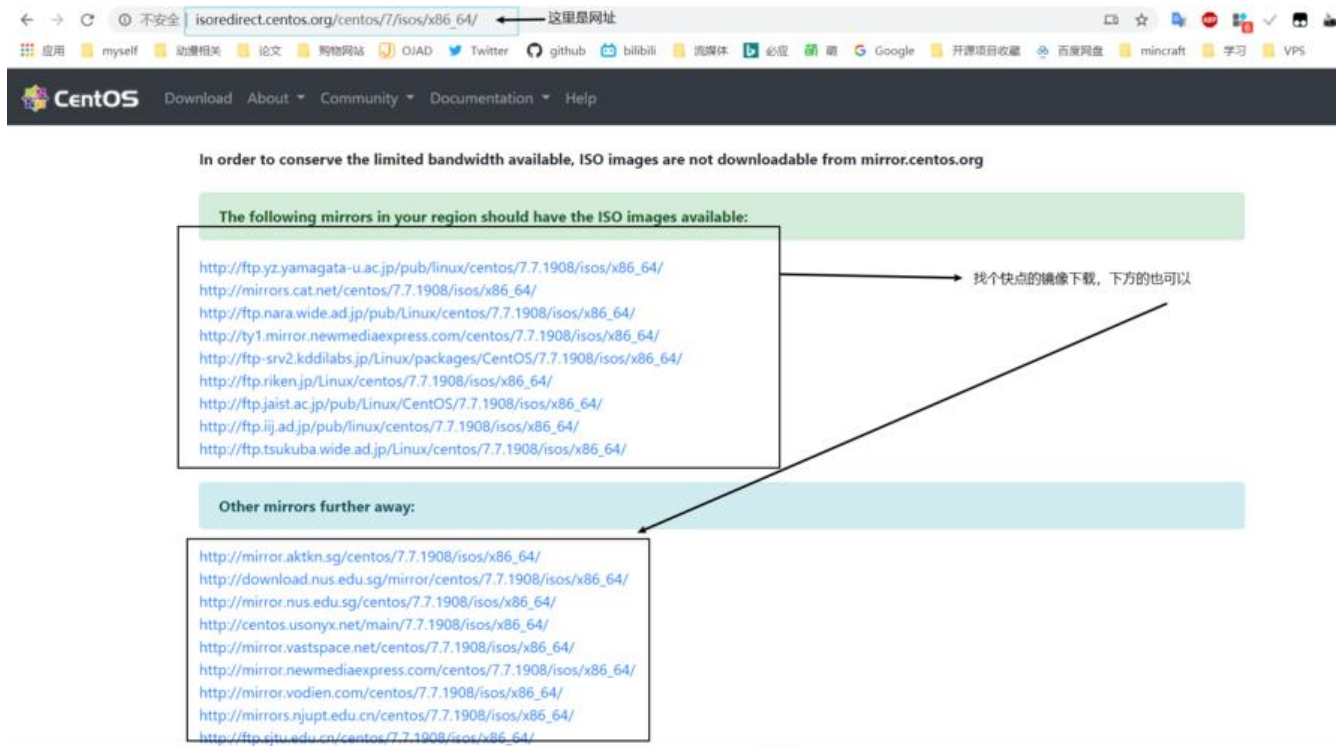 不安全 | isoredirect.centos.org/centos/7/isos/x86_64/ 这里是网址
应用 myself 动漫相关 论文 购物网站 OJAD Twitter github bilibili 流媒体 必应 萌 Google 开源项目收藏 百度网盘 mincraft 学习 VPS
CentOS Download About Community Documentation Help
In order to conserve the limited bandwidth available, ISO images are not downloadable from mirror.centos.org
The following mirrors in your region should have the ISO images available:
http://ftp.yz.yamagata-u.ac.jp/pub/linux/centos/7.7.1908/isos/x86_64/
找个快点的镜像下载，下方的也可以
http://mirrors.cat.net/centos/7.7.1908/isos/x86_64/
http://ftp.nara.wide.ad.jp/pub/Linux/centos/7.7.1908/isos/x86_64/
http://ty1.mirror.newmediaexpress.com/centos/7.7.1908/isos/x86_64/
http://ftp-srv2.kddilabs.jp/Linux/packages/CentOS/7.7.1908/isos/x86_64/
http://ftp.riken.jp/Linux/centos/7.7.1908/isos/x86_64/
http://ftp.jaist.ac.jp/pub/Linux/CentOS/7.7.1908/isos/x86_64/
http://ftp.iij.ad.jp/pub/linux/centos/7.7.1908/isos/x86_64/
http://ftp.tsukuba.wide.ad.jp/Linux/centos/7.7.1908/isos/x86_64/
Other mirrors further away:
http://mirror.aktkn.sg/centos/7.7.1908/isos/x86_64/
http://download.nus.edu.sg/mirror/centos/7.7.1908/isos/x86_64/
http://mirror.nus.edu.sg/centos/7.7.1908/isos/x86_64/
http://centos.usonyx.net/main/7.7.1908/isos/x86_64/
http://mirror.vastspace.net/centos/7.7.1908/isos/x86_64/
http://mirror.newmediaexpress.com/centos/7.7.1908/isos/x86_64/
http://mirror.vodien.com/centos/7.7.1908/isos/x86_64/
http://mirrors.njupt.edu.cn/centos/7.7.1908/isos/x86_64/
http://ftp.sjtu.edu.cn/centos/7.7.1908/isos/x86_64/